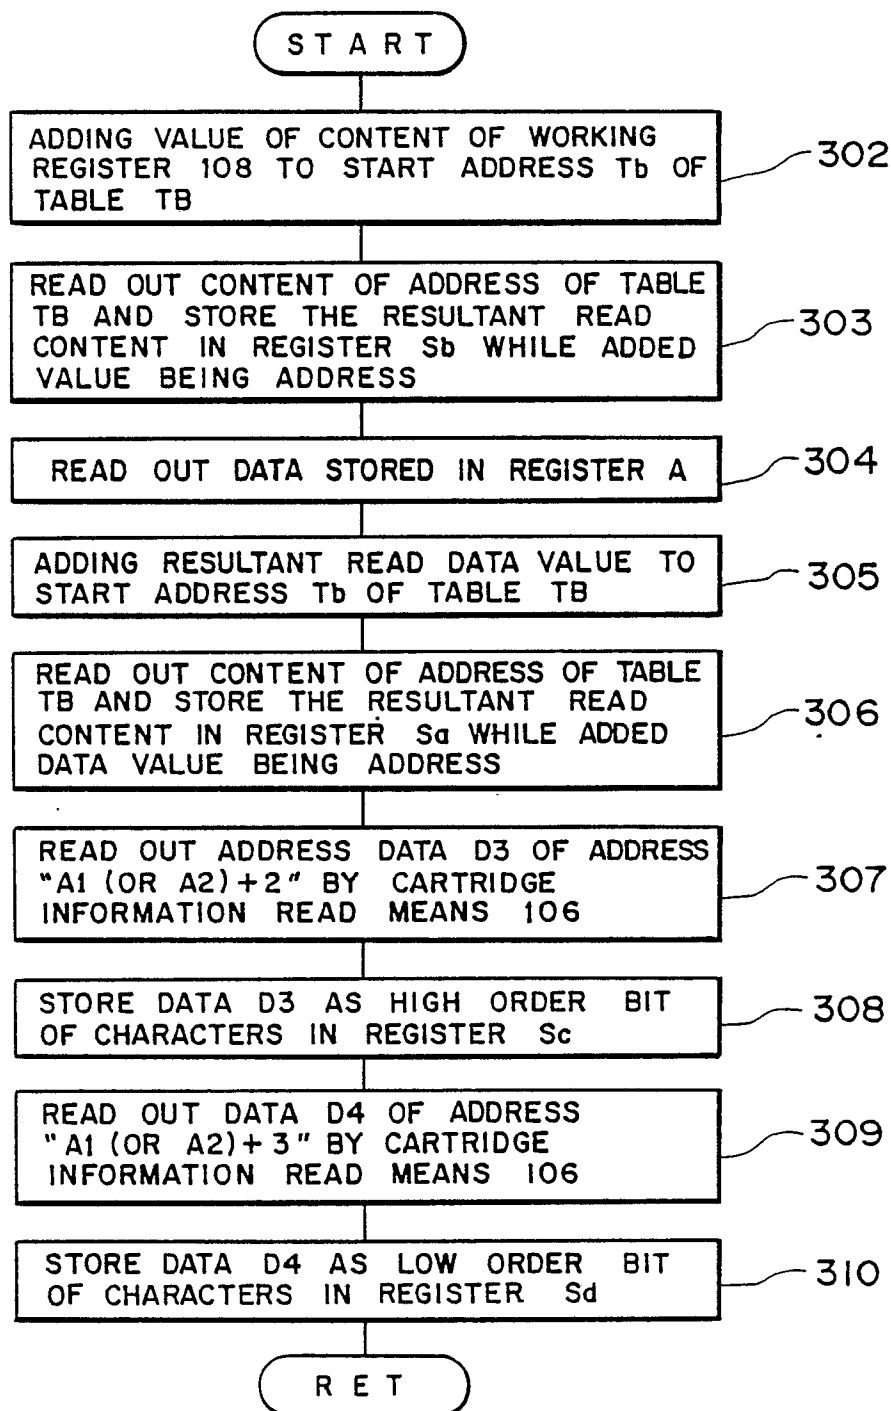 START
ADDING VALUE OF CONTENT OF WORKING
REGISTER 108 TO START ADDRESS Tb OF
TABLE TB
302
READ OUT CONTENT OF ADDRESS OF TABLE
TB AND STORE THE RESULTANT READ
CONTENT IN REGISTER Sb WHILE ADDED
VALUE BEING ADDRESS
303
READ OUT DATA STORED IN REGISTER A
304
ADDING RESULTANT READ DATA VALUE TO
START ADDRESS Tb OF TABLE TB
305
READ OUT CONTENT OF ADDRESS OF TABLE
TB AND STORE THE RESULTANT READ
CONTENT IN REGISTER Sa WHILE ADDED
DATA VALUE BEING ADDRESS
306
READ OUT ADDRESS DATA D3 OF ADDRESS
"A1 (OR A2)+2" BY CARTRIDGE
INFORMATION READ MEANS 106
307
STORE DATA D3 AS HIGH ORDER BIT
OF CHARACTERS IN REGISTER Sc
308
READ OUT DATA D4 OF ADDRESS
"A1 (OR A2)+3" BY CARTRIDGE
INFORMATION READ MEANS 106
309
STORE DATA D4 AS LOW ORDER BIT
OF CHARACTERS IN REGISTER Sd
310
RET